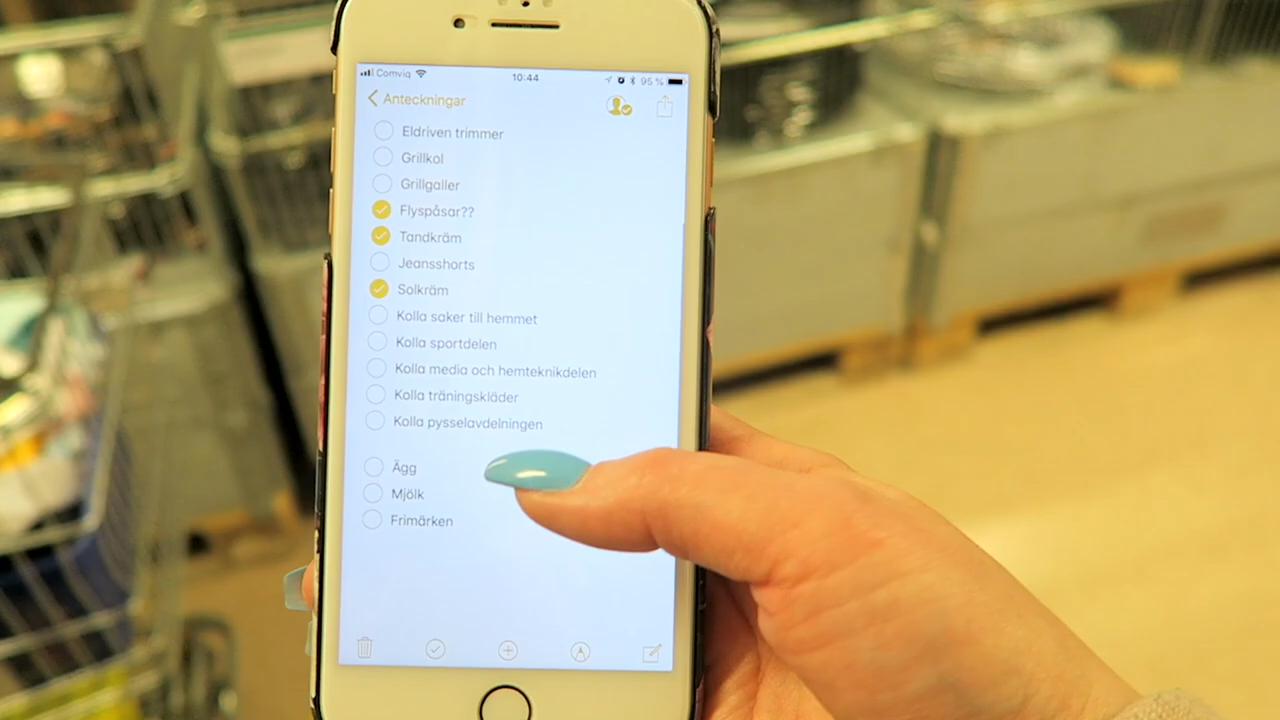 Comviq 10:44 95 %
Anteckningar
Eldriven trimmer
Grillkol
Grillgaller
Flyspåsar??
Tandkräm
Jeansshorts
Solkräm
Kolla saker till hemmet
Kolla sportdelen
Kolla media och hemteknikdelen
Kolla träningskläder
Kolla pysselavdelningen
Ägg
Mjölk
Frimärken